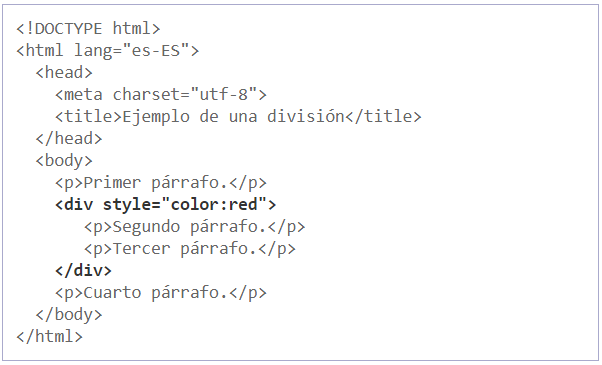 <!DOCTYPE html>
<html lang="es-ES">
  <head>
    <meta charset="utf-8">
    <title>Ejemplo de una división</title>
  </head>
  <body>
    <p>Primer párrafo.</p>
    <div style="color:red">
       <p>Segundo párrafo.</p>
       <p>Tercer párrafo.</p>
    </div>
    <p>Cuarto párrafo.</p>
  </body>
</html>